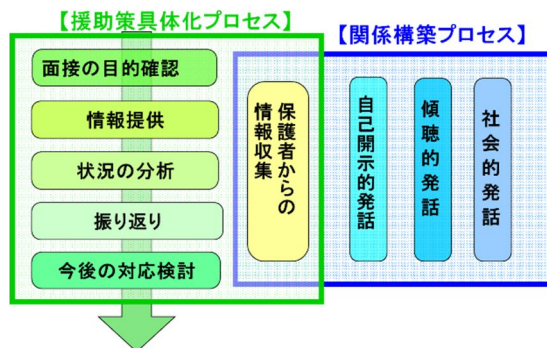 【援助策具体化プロセス】
【関係構築プロセス】
面接の目的確認
情報提供
状況の分析
振り返り
今後の対応検討
保護者からの
情報収集
自己開示的発話
傾聴的発話
社会的発話